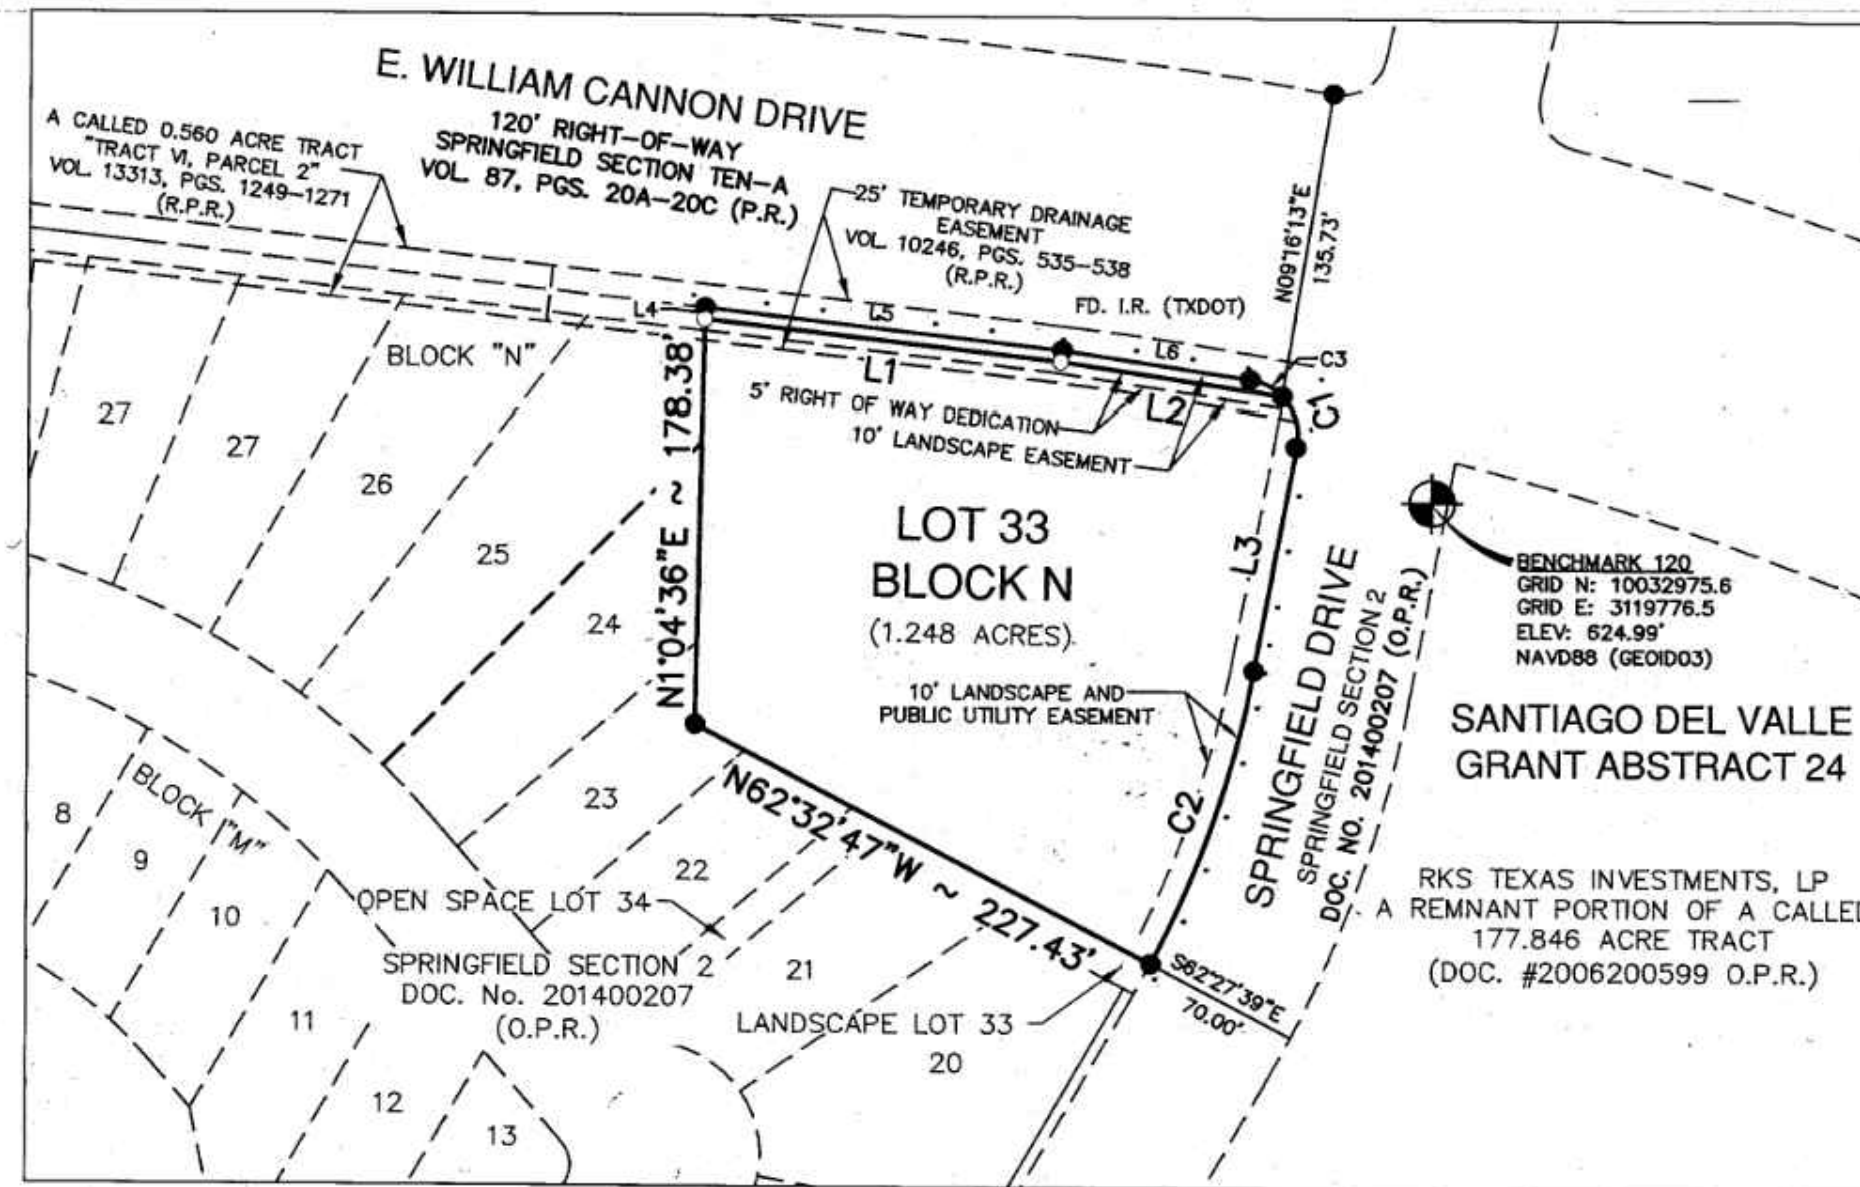 E. WILLIAM CANNON DRIVE
120' RIGHT-OF-WAY
SPRINGFIELD SECTION TEN-A
VOL. 87, PGS. 20A-20C (P.R.)
A CALLED 0.560 ACRE TRACT
"TRACT VI, PARCEL 2"
VOL. 13313, PGS. 1249-1271
(R.P.R.)
25' TEMPORARY DRAINAGE
EASEMENT
VOL. 10246, PGS. 535-538
(R.P.R.)
FD. I.R. (TXDOT)
N09°16'13"E
135.73'
L4
L5
L6
C3
L1
L2
C1
5' RIGHT OF WAY DEDICATION
10' LANDSCAPE EASEMENT
BLOCK "N"
27
27
26
25
24
23
22
21
20
N1°04'36"E ~ 178.38'
LOT 33
BLOCK N
(1.248 ACRES)
L3
10' LANDSCAPE AND
PUBLIC UTILITY EASEMENT
C2
SPRINGFIELD DRIVE
SPRINGFIELD SECTION 2
DOC. NO. 201400207 (O.P.R.)
BENCHMARK 120
GRID N: 10032975.6
GRID E: 3119776.5
ELEV: 624.99'
NAVD88 (GEOID03)
SANTIAGO DEL VALLE
GRANT ABSTRACT 24
RKS TEXAS INVESTMENTS, LP
A REMNANT PORTION OF A CALLED
177.846 ACRE TRACT
(DOC. #2006200599 O.P.R.)
N62°32'47"W ~ 227.43'
S62°27'39"E
70.00'
BLOCK "M"
8
9
10
11
12
13
OPEN SPACE LOT 34
SPRINGFIELD SECTION 2
DOC. No. 201400207
(O.P.R.)
LANDSCAPE LOT 33